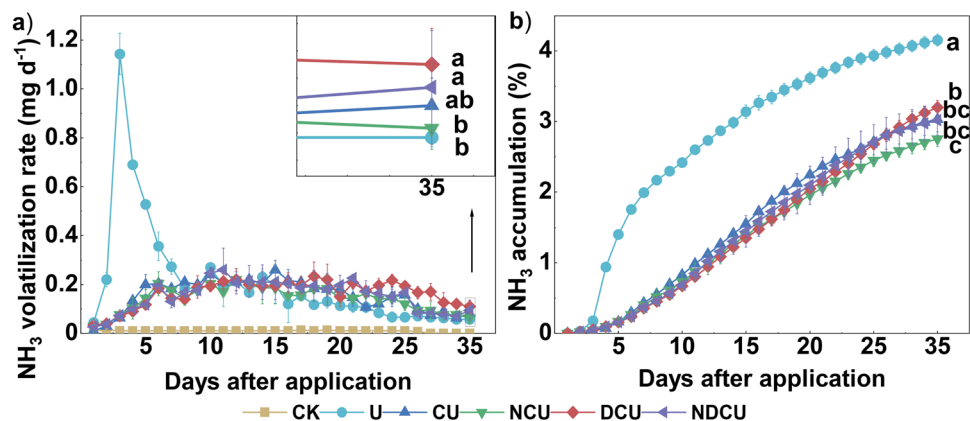 a)
NH3 volatilization rate (mg d-1)
1.2
1.0
0.8
0.6
0.4
0.2
0
5 10 15 20 25 35
Days after application
a
a
ab
b
b
35
b)
NH3 accumulation (%)
4
3
2
1
0
5 10 15 20 25 35
Days after application
a
b
bc
bc
c
CK U CU NCU DCU NDCU